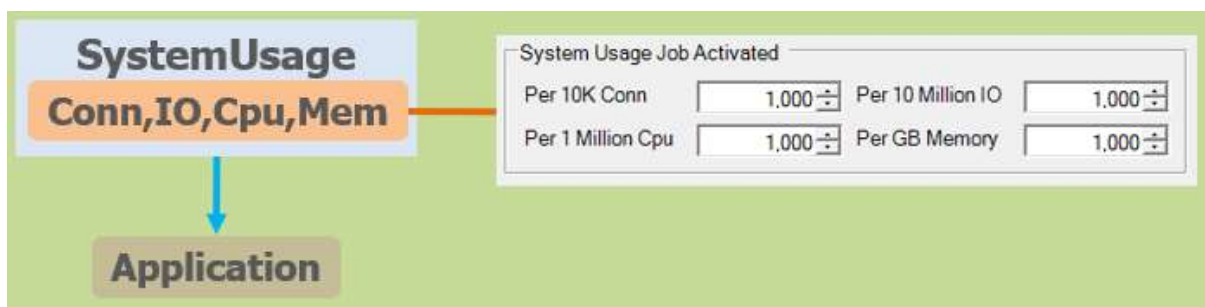 SystemUsage
Conn,IO,Cpu,Mem
Application
System Usage Job Activated
Per 10K Conn 1,000 Per 10 Million IO 1,000
Per 1 Million Cpu 1,000 Per GB Memory 1,000